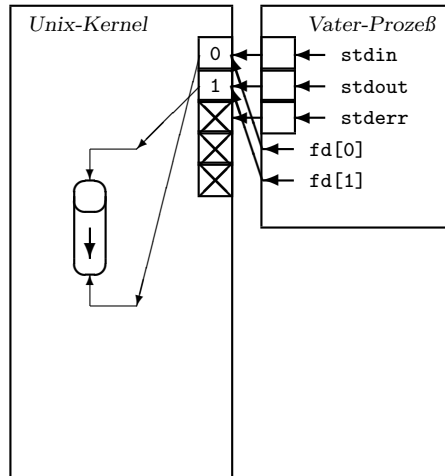 Unix-Kernel
Vater-Prozeß
0
stdin
1
stdout
stderr
fd[0]
fd[1]